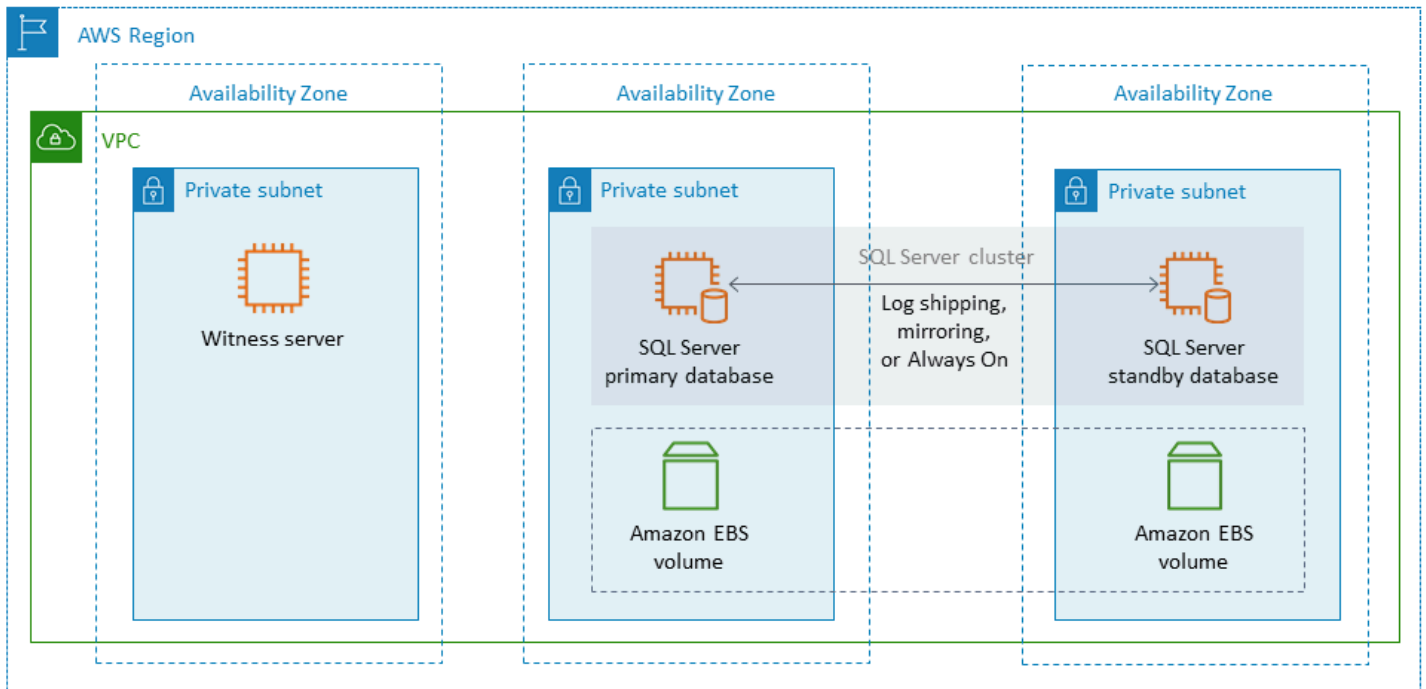 AWS Region
Availability Zone
Availability Zone
Availability Zone
VPC
Private subnet
Private subnet
Private subnet
SQL Server cluster
Log shipping,
mirroring,
or Always On
Witness server
SQL Server
primary database
SQL Server
standby database
Amazon EBS
volume
Amazon EBS
volume